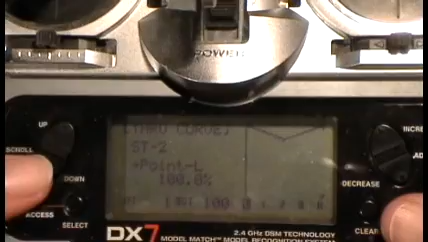 POWER
[THRO CURVE]
ST-2
→Point-L
100.0%
UP
SCROLL
DOWN
ACCESS
SELECT
DECREASE
CLEAR
DX7
2.4 GHz DSM TECHNOLOGY
MODEL MATCH MODEL RECOGNITION SYSTEM